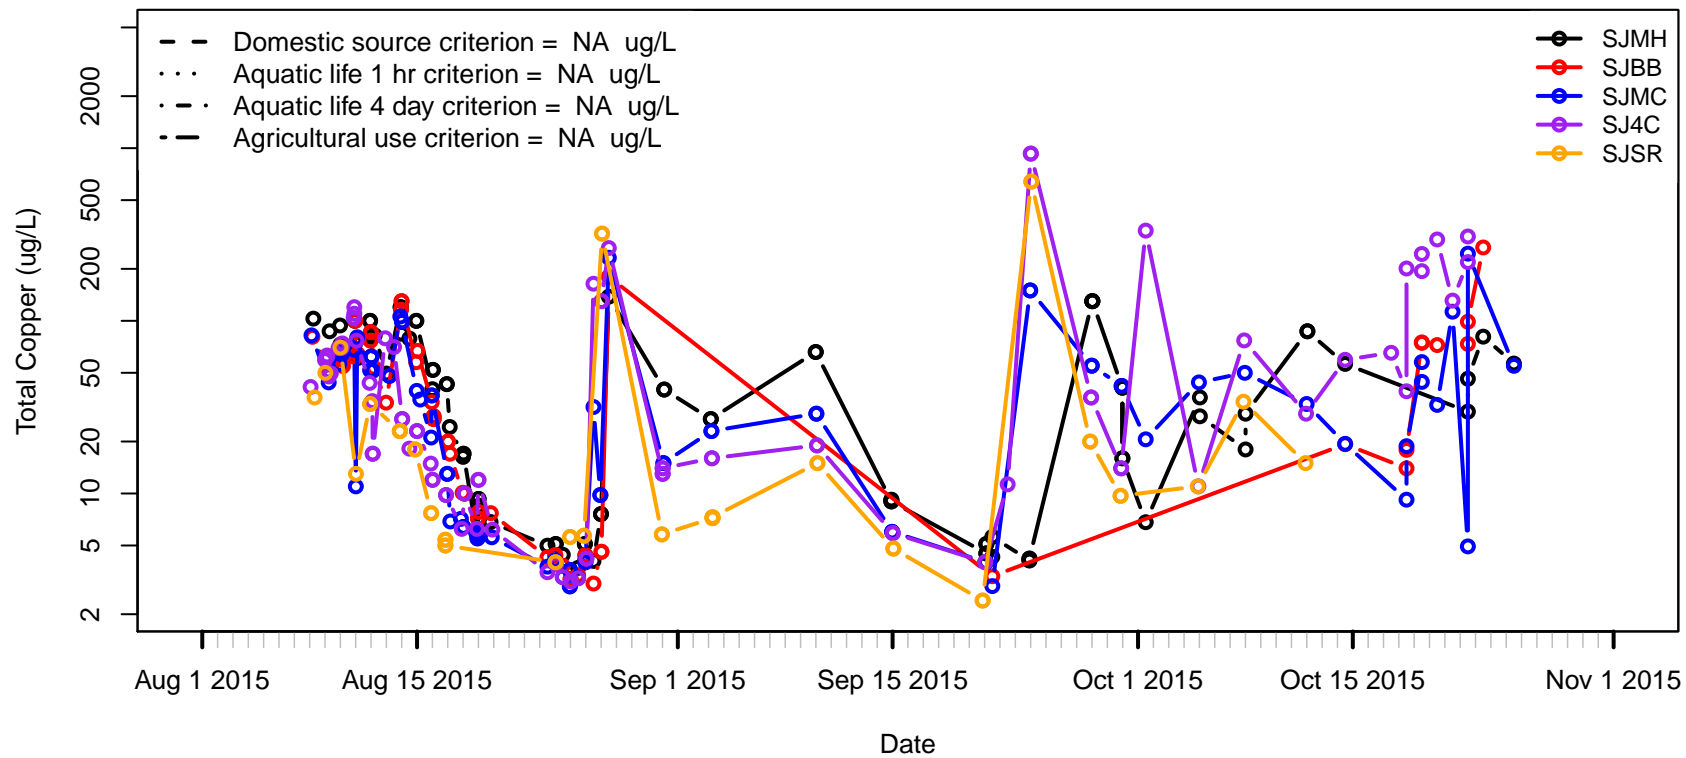 Domestic source criterion =  NA  ug/L
Aquatic life 1 hr criterion =  NA  ug/L
Aquatic life 4 day criterion =  NA  ug/L
Agricultural use criterion =  NA  ug/L
SJMH
SJBB
SJMC
SJ4C
SJSR
Total Copper (ug/L)
2000
500
200
50
20
10
5
2
Aug 1 2015
Aug 15 2015
Sep 1 2015
Sep 15 2015
Oct 1 2015
Oct 15 2015
Nov 1 2015
Date